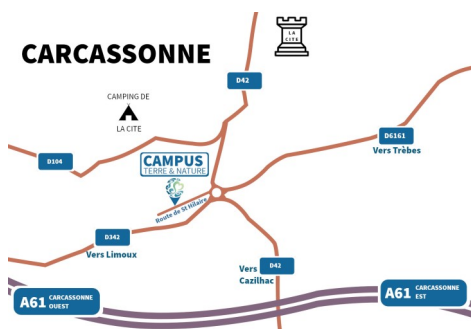 CARCASSONNE
LA
CITE
D42
CAMPING DE
LA CITE
D6161
Vers Trèbes
D104
CAMPUS
TERRE & NATURE
Route de St Hilaire
D342
Vers Limoux
Vers
Cazilhac
D42
A61 CARCASSONNE
OUEST
A61 CARCASSONNE
EST